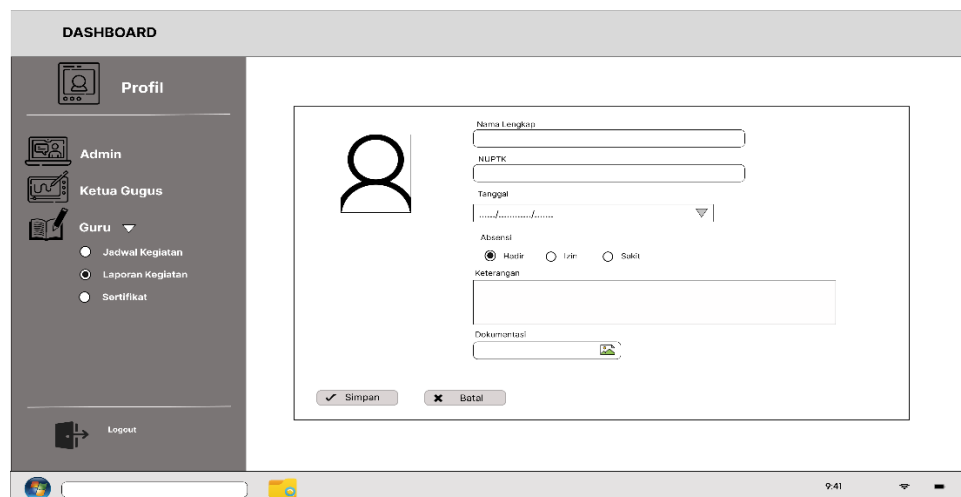 DASHBOARD
Profil
Admin
Ketua Gugus
Guru
Jadwal Kegiatan
Laporan Kegiatan
Sertifikat
Logout
Nama Lengkap
NUPTK
Tanggal
....../............/.......
Absensi
Hadir Izin Sakit
Keterangan
Dokumentasi
Simpan Batal
9:41